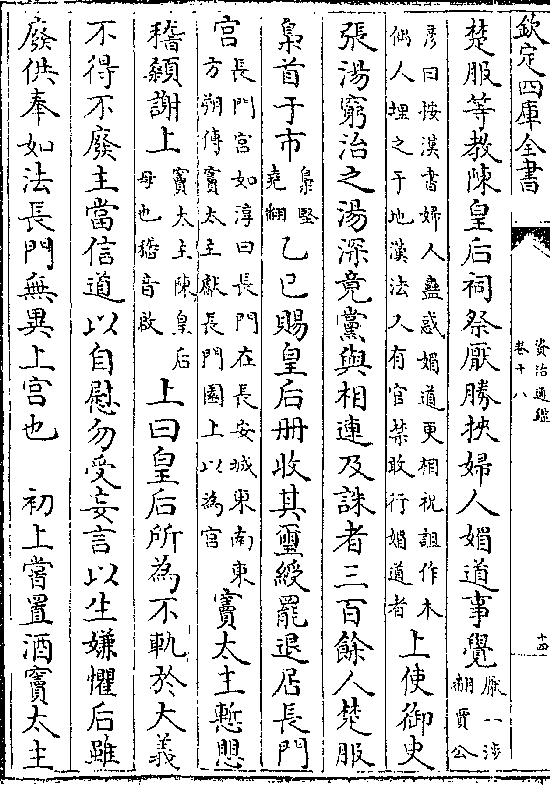 欽定四庫全書
資治通鑑
卷十八
十四
楚服等教陳皇后祠祭厭勝挾婦人媚道事覺
厭一涉
翻賈公
彦曰按漢書婦人蠱惑媚道更相祝詛作木
偶人埋之于地漢法人有官禁敢行媚道者
上使御史
張湯窮治之湯深竟黨與相連及誅者三百餘人楚服
梟首于市
梟堅
堯翻
乙巳賜皇后册收其璽綬罷退居長門
宮
長門宮如淳曰長門在長安城東南東
方朔傳竇太主獻長門園上以為宮
竇太主慙懼
稽顙謝上
竇太主陳皇后
母也稽音啟
上曰皇后所為不軌於大義
不得不廢主當信道以自慰勿受妄言以生嫌懼后雖
廢供奉如法長門無異上宮也
初上嘗置酒竇太主